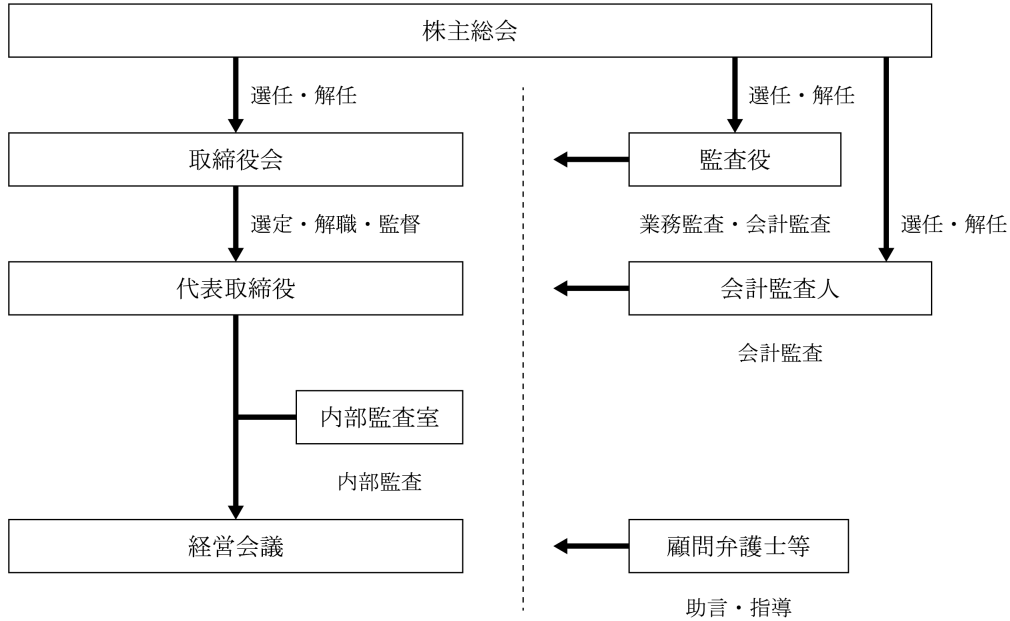 株主総会
選任・解任
選任・解任
取締役会
監査役
選定・解職・監督
業務監査・会計監査
選任・解任
代表取締役
会計監査人
会計監査
内部監査室
内部監査
経営会議
顧問弁護士等
助言・指導